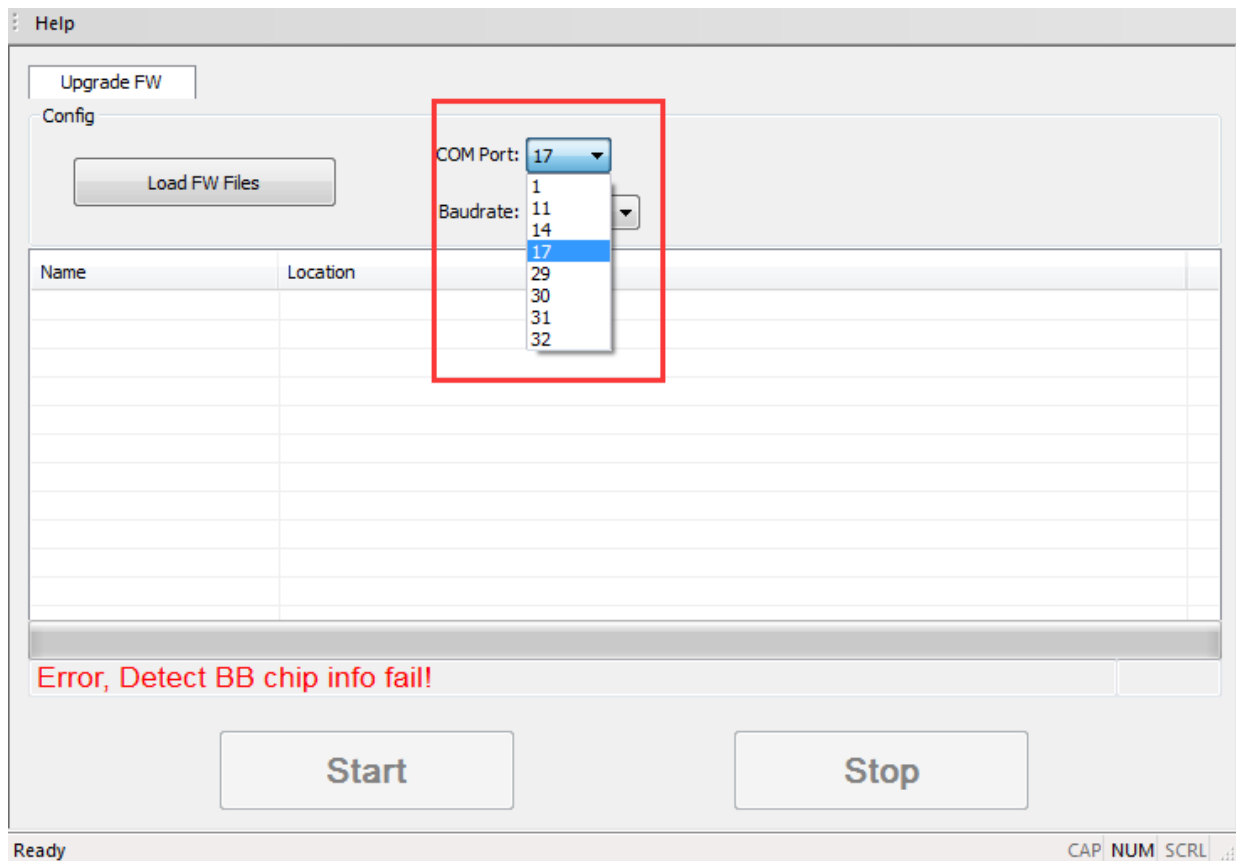 Help
Upgrade FW
Config
Load FW Files
COM Port: 17
1
Baudrate: 11
14
17
29
30
31
32
Name Location
Error, Detect BB chip info fail!
Start Stop
Ready CAP NUM SCRL